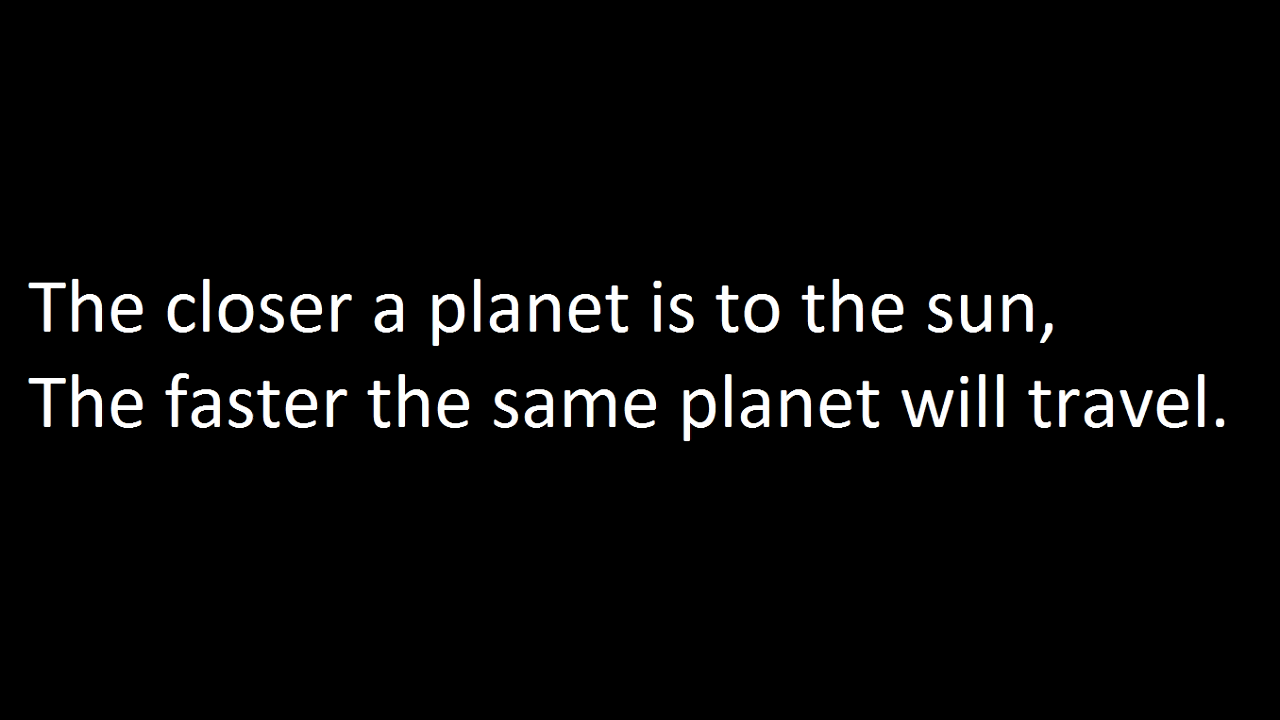 The closer a planet is to the sun,
The faster the same planet will travel.